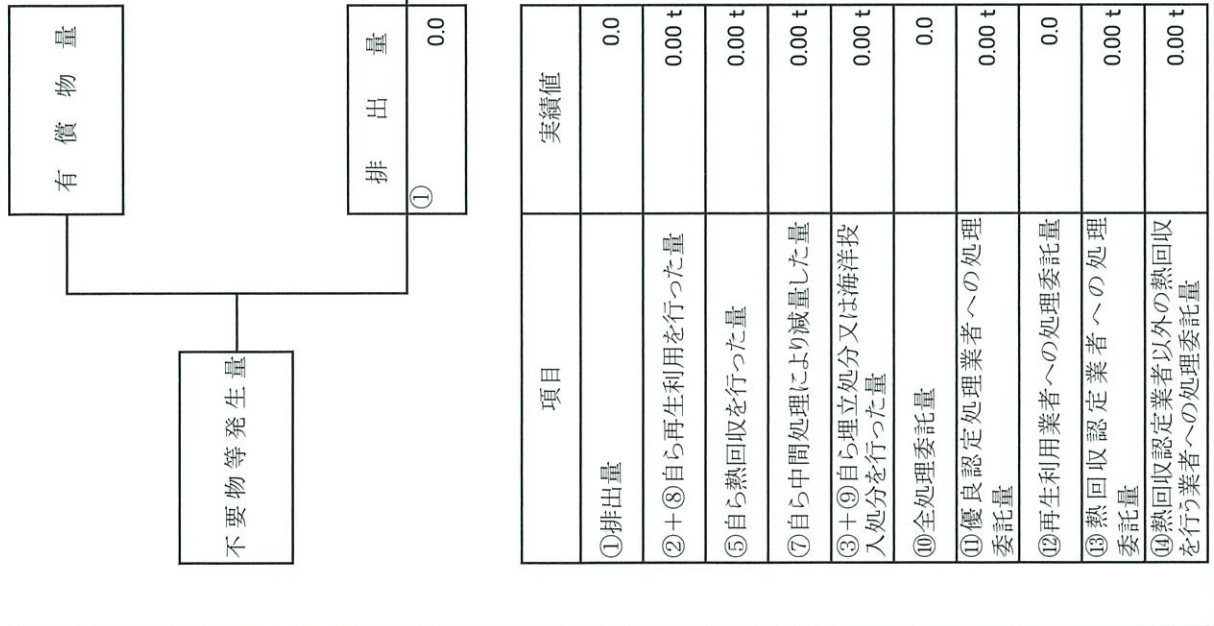 有 償 物 量
不 要 物 等 発 生 量
排 出 量
①
0.0
項目 実績値
①排出量 0.0
②+⑧自ら再生利用を行った量 0.00 t
⑤自ら熱回収を行った量 0.00 t
⑦自ら中間処理により減量した量 0.00 t
③+⑨自ら埋立処分又は海洋投
入処分を行った量 0.00 t
⑩全処理委託量 0.0
⑪優良認定処理業者への処理
委託量 0.00 t
⑫再生利用業者への処理委託量 0.0
⑬熱回収認定業者への処理
委託量 0.00 t
⑭熱回収認定業者以外の熱回収
を行う業者への処理委託量 0.00 t